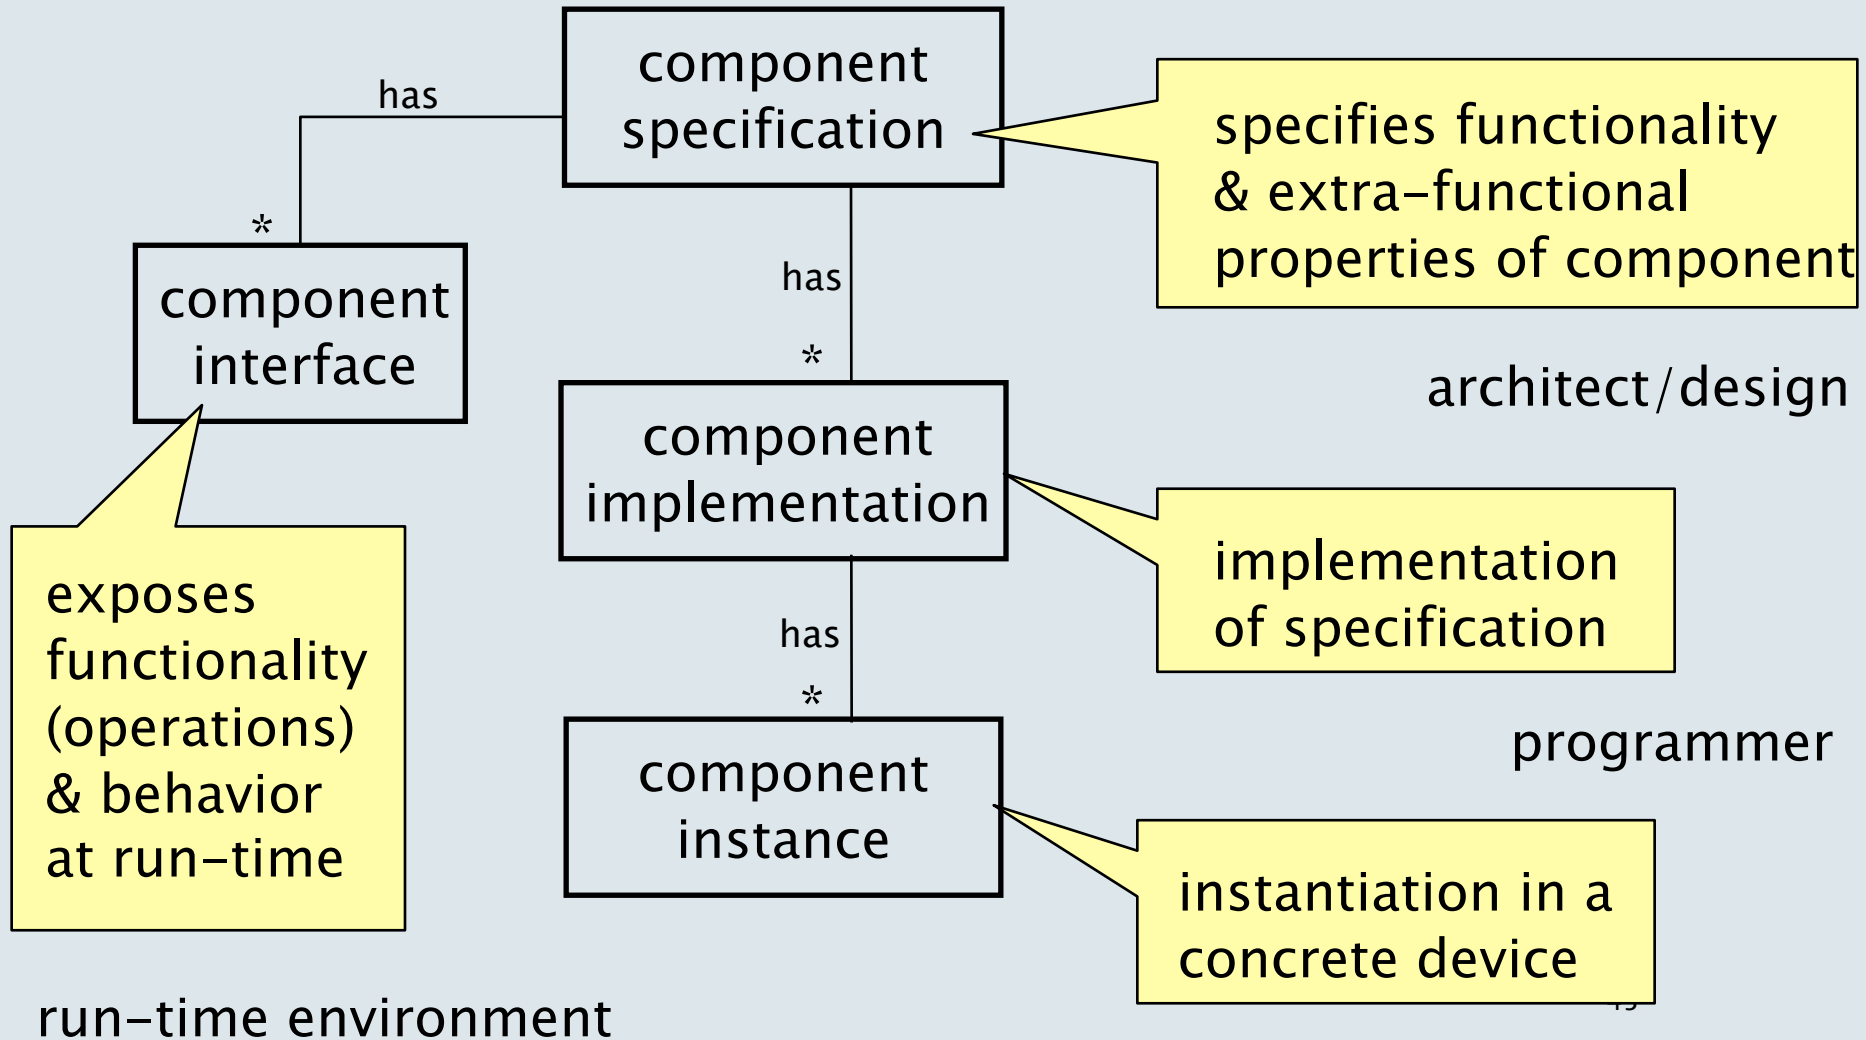 component
specification
has
*
component
interface
specifies functionality
& extra-functional
properties of component
has
*
architect/design
component
implementation
implementation
of specification
exposes
functionality
(operations)
& behavior
at run-time
has
*
programmer
component
instance
instantiation in a
concrete device
run-time environment